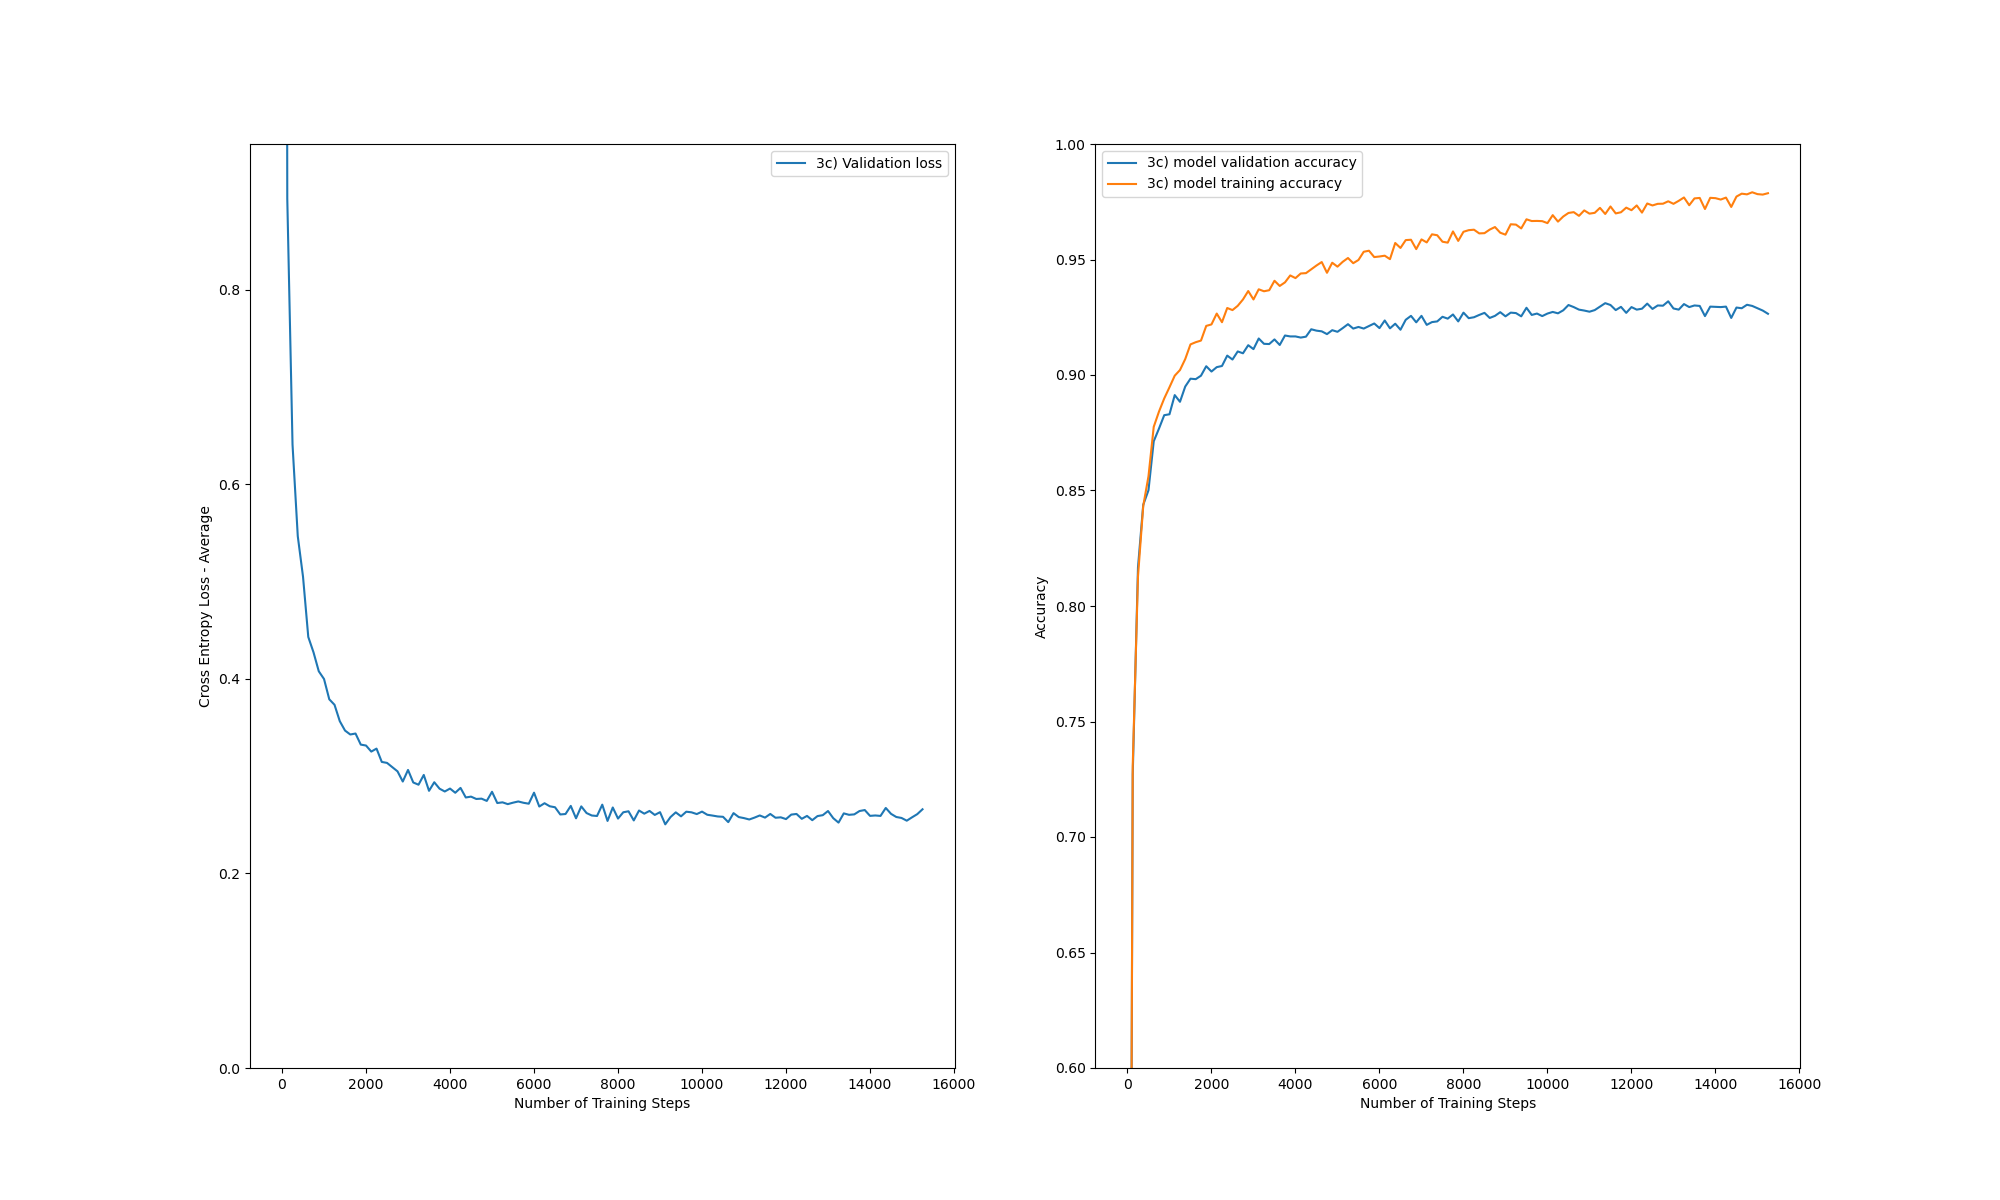 3c) Validation loss
0.8
0.6
0.4
0.2
0.0
Cross Entropy Loss - Average
0 2000 4000 6000 8000 10000 12000 14000 16000
Number of Training Steps
3c) model validation accuracy
3c) model training accuracy
1.00
0.95
0.90
0.85
0.80
0.75
0.70
0.65
0.60
Accuracy
0 2000 4000 6000 8000 10000 12000 14000 16000
Number of Training Steps